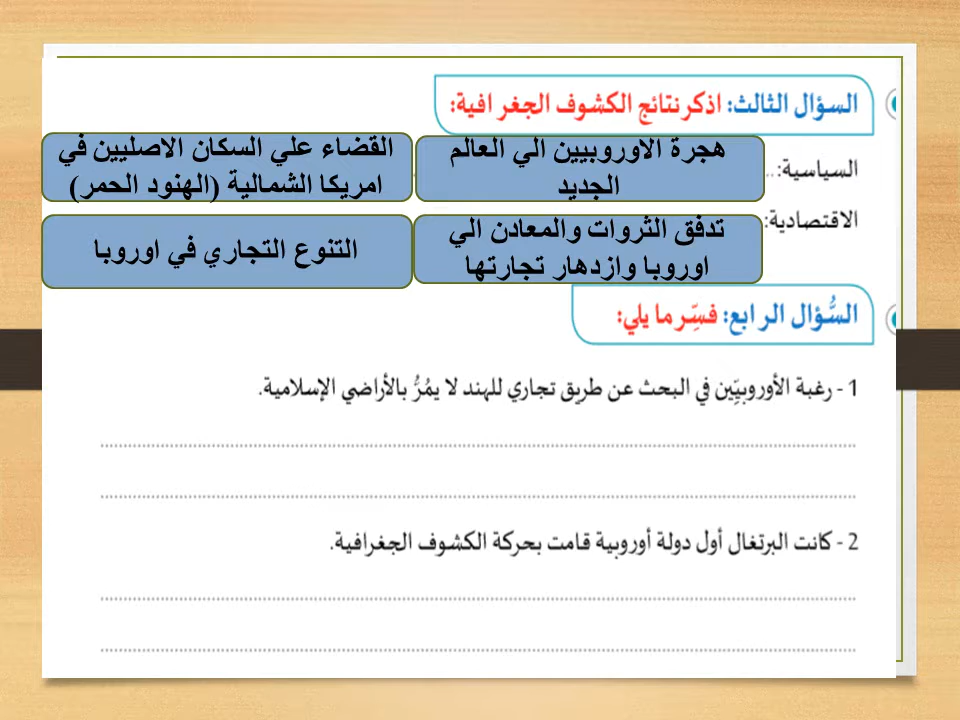 السؤال الثالث: اذكر نتائج الكشوف الجغرافية:
السياسية:..
هجرة الاوروبيين الي العالم
الجديد
القضاء علي السكان الاصليين في
امريكا الشمالية (الهنود الحمر)
الاقتصادية:
تدفق الثروات والمعادن الي
اوروبا وازدهار تجارتها
التنوع التجاري في اوروبا
السُّؤال الرابع: فسِّر ما يلي:
1 - رغبة الأوروبيِّين في البحث عن طريق تجاري للهند لا يمُرُّ بالأراضي الإسلامية.
2 - كانت البرتغال أول دولة أوروبية قامت بحركة الكشوف الجغرافية.